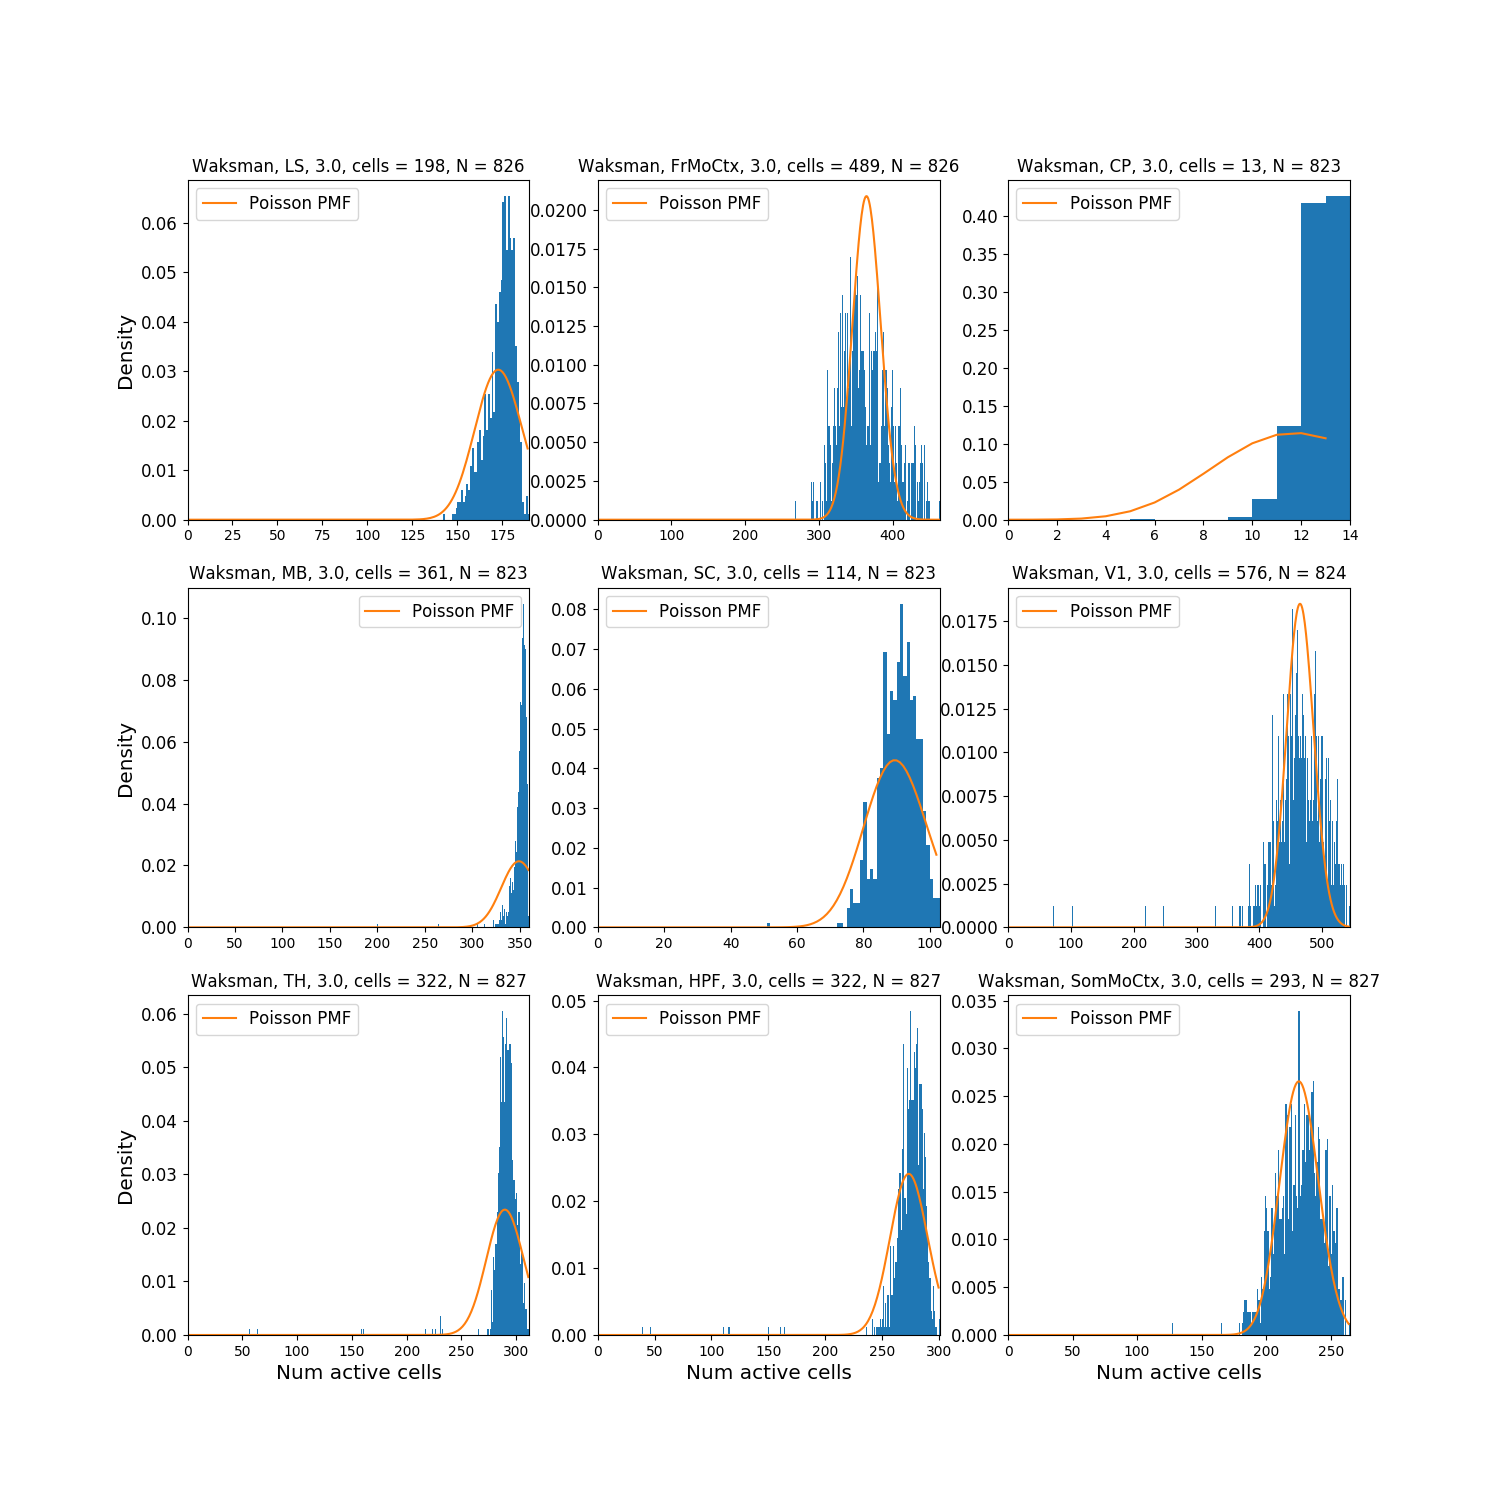 Waksman, LS, 3.0, cells = 198, N = 826
Waksman, FrMoCtx, 3.0, cells = 489, N = 826
Waksman, CP, 3.0, cells = 13, N = 823
Poisson PMF
Poisson PMF
Poisson PMF
Density
0.06
0.05
0.04
0.03
0.02
0.01
0.00
0 25 50 75 100 125 150 175
0.0200
0.0175
0.0150
0.0125
0.0100
0.0075
0.0050
0.0025
0.0000
0 100 200 300 400
0.40
0.35
0.30
0.25
0.20
0.15
0.10
0.05
0.00
0 2 4 6 8 10 12 14
Waksman, MB, 3.0, cells = 361, N = 823
Waksman, SC, 3.0, cells = 114, N = 823
Waksman, V1, 3.0, cells = 576, N = 824
Poisson PMF
Poisson PMF
Poisson PMF
Density
0.10
0.08
0.06
0.04
0.02
0.00
0 50 100 150 200 250 300 350
0.08
0.07
0.06
0.05
0.04
0.03
0.02
0.01
0.00
0 20 40 60 80 100
0.0175
0.0150
0.0125
0.0100
0.0075
0.0050
0.0025
0.0000
0 100 200 300 400 500
Waksman, TH, 3.0, cells = 322, N = 827
Waksman, HPF, 3.0, cells = 322, N = 827
Waksman, SomMoCtx, 3.0, cells = 293, N = 827
Poisson PMF
Poisson PMF
Poisson PMF
Density
0.06
0.05
0.04
0.03
0.02
0.01
0.00
0 50 100 150 200 250 300
Num active cells
0.05
0.04
0.03
0.02
0.01
0.00
0 50 100 150 200 250 300
Num active cells
0.035
0.030
0.025
0.020
0.015
0.010
0.005
0.000
0 50 100 150 200 250
Num active cells